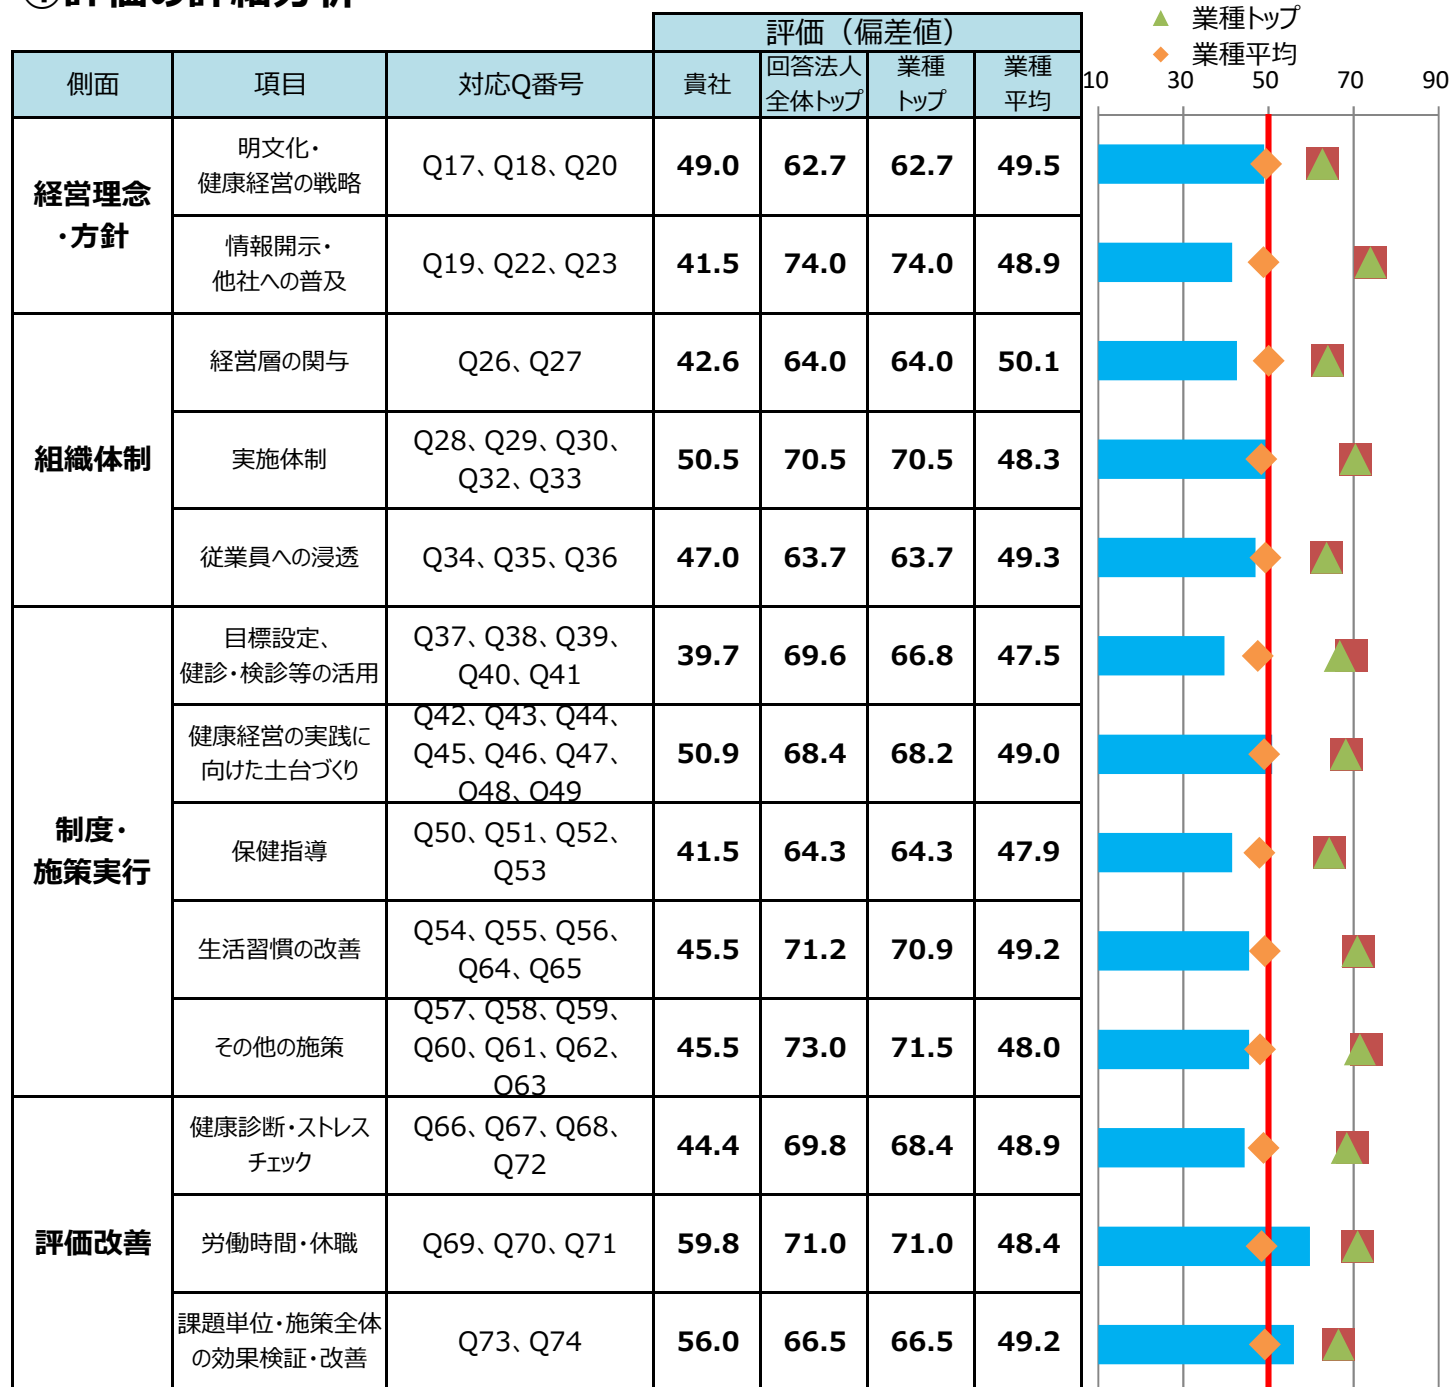 ①評価の詳細分析
業種トップ
業種平均
評価（偏差値）
側面 項目 対応Q番号 貴社 回答法人全体トップ 業種トップ 業種平均
10 30 50 70 90
経営理念・方針
明文化・健康経営の戦略 Q17、Q18、Q20 49.0 62.7 62.7 49.5
情報開示・他社への普及 Q19、Q22、Q23 41.5 74.0 74.0 48.9
組織体制
経営層の関与 Q26、Q27 42.6 64.0 64.0 50.1
実施体制 Q28、Q29、Q30、Q32、Q33 50.5 70.5 70.5 48.3
従業員への浸透 Q34、Q35、Q36 47.0 63.7 63.7 49.3
制度・施策実行
目標設定、健診・検診等の活用 Q37、Q38、Q39、Q40、Q41 39.7 69.6 66.8 47.5
健康経営の実践に向けた土台づくり Q42、Q43、Q44、Q45、Q46、Q47、Q48、Q49 50.9 68.4 68.2 49.0
保健指導 Q50、Q51、Q52、Q53 41.5 64.3 64.3 47.9
生活習慣の改善 Q54、Q55、Q56、Q64、Q65 45.5 71.2 70.9 49.2
その他の施策 Q57、Q58、Q59、Q60、Q61、Q62、Q63 45.5 73.0 71.5 48.0
評価改善
健康診断・ストレスチェック Q66、Q67、Q68、Q72 44.4 69.8 68.4 48.9
労働時間・休職 Q69、Q70、Q71 59.8 71.0 71.0 48.4
課題単位・施策全体の効果検証・改善 Q73、Q74 56.0 66.5 66.5 49.2